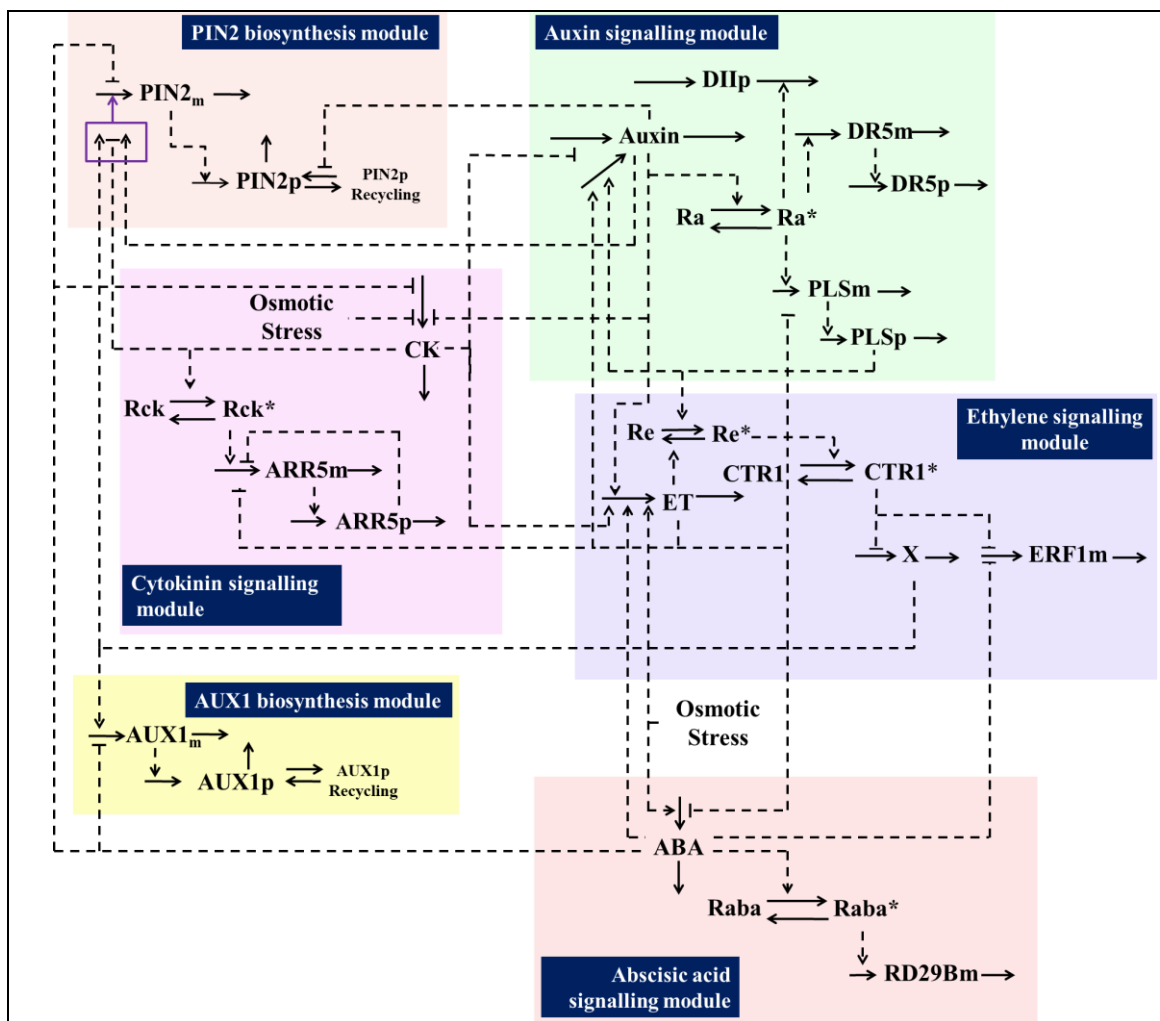 PIN2 biosynthesis module
PIN2m
PIN2p
PIN2p
Recycling
Auxin signalling module
DIIp
Auxin
DR5m
DR5p
Ra
Ra*
PLSm
PLSp
Osmotic
Stress
CK
Rck
Rck*
ARR5m
ARR5p
Cytokinin signalling
module
Ethylene signalling
module
Re
Re*
CTR1
CTR1*
ET
X
ERF1m
AUX1 biosynthesis module
AUX1m
AUX1p
AUX1p
Recycling
Osmotic
Stress
ABA
Raba
Raba*
RD29Bm
Abscisic acid
signalling module